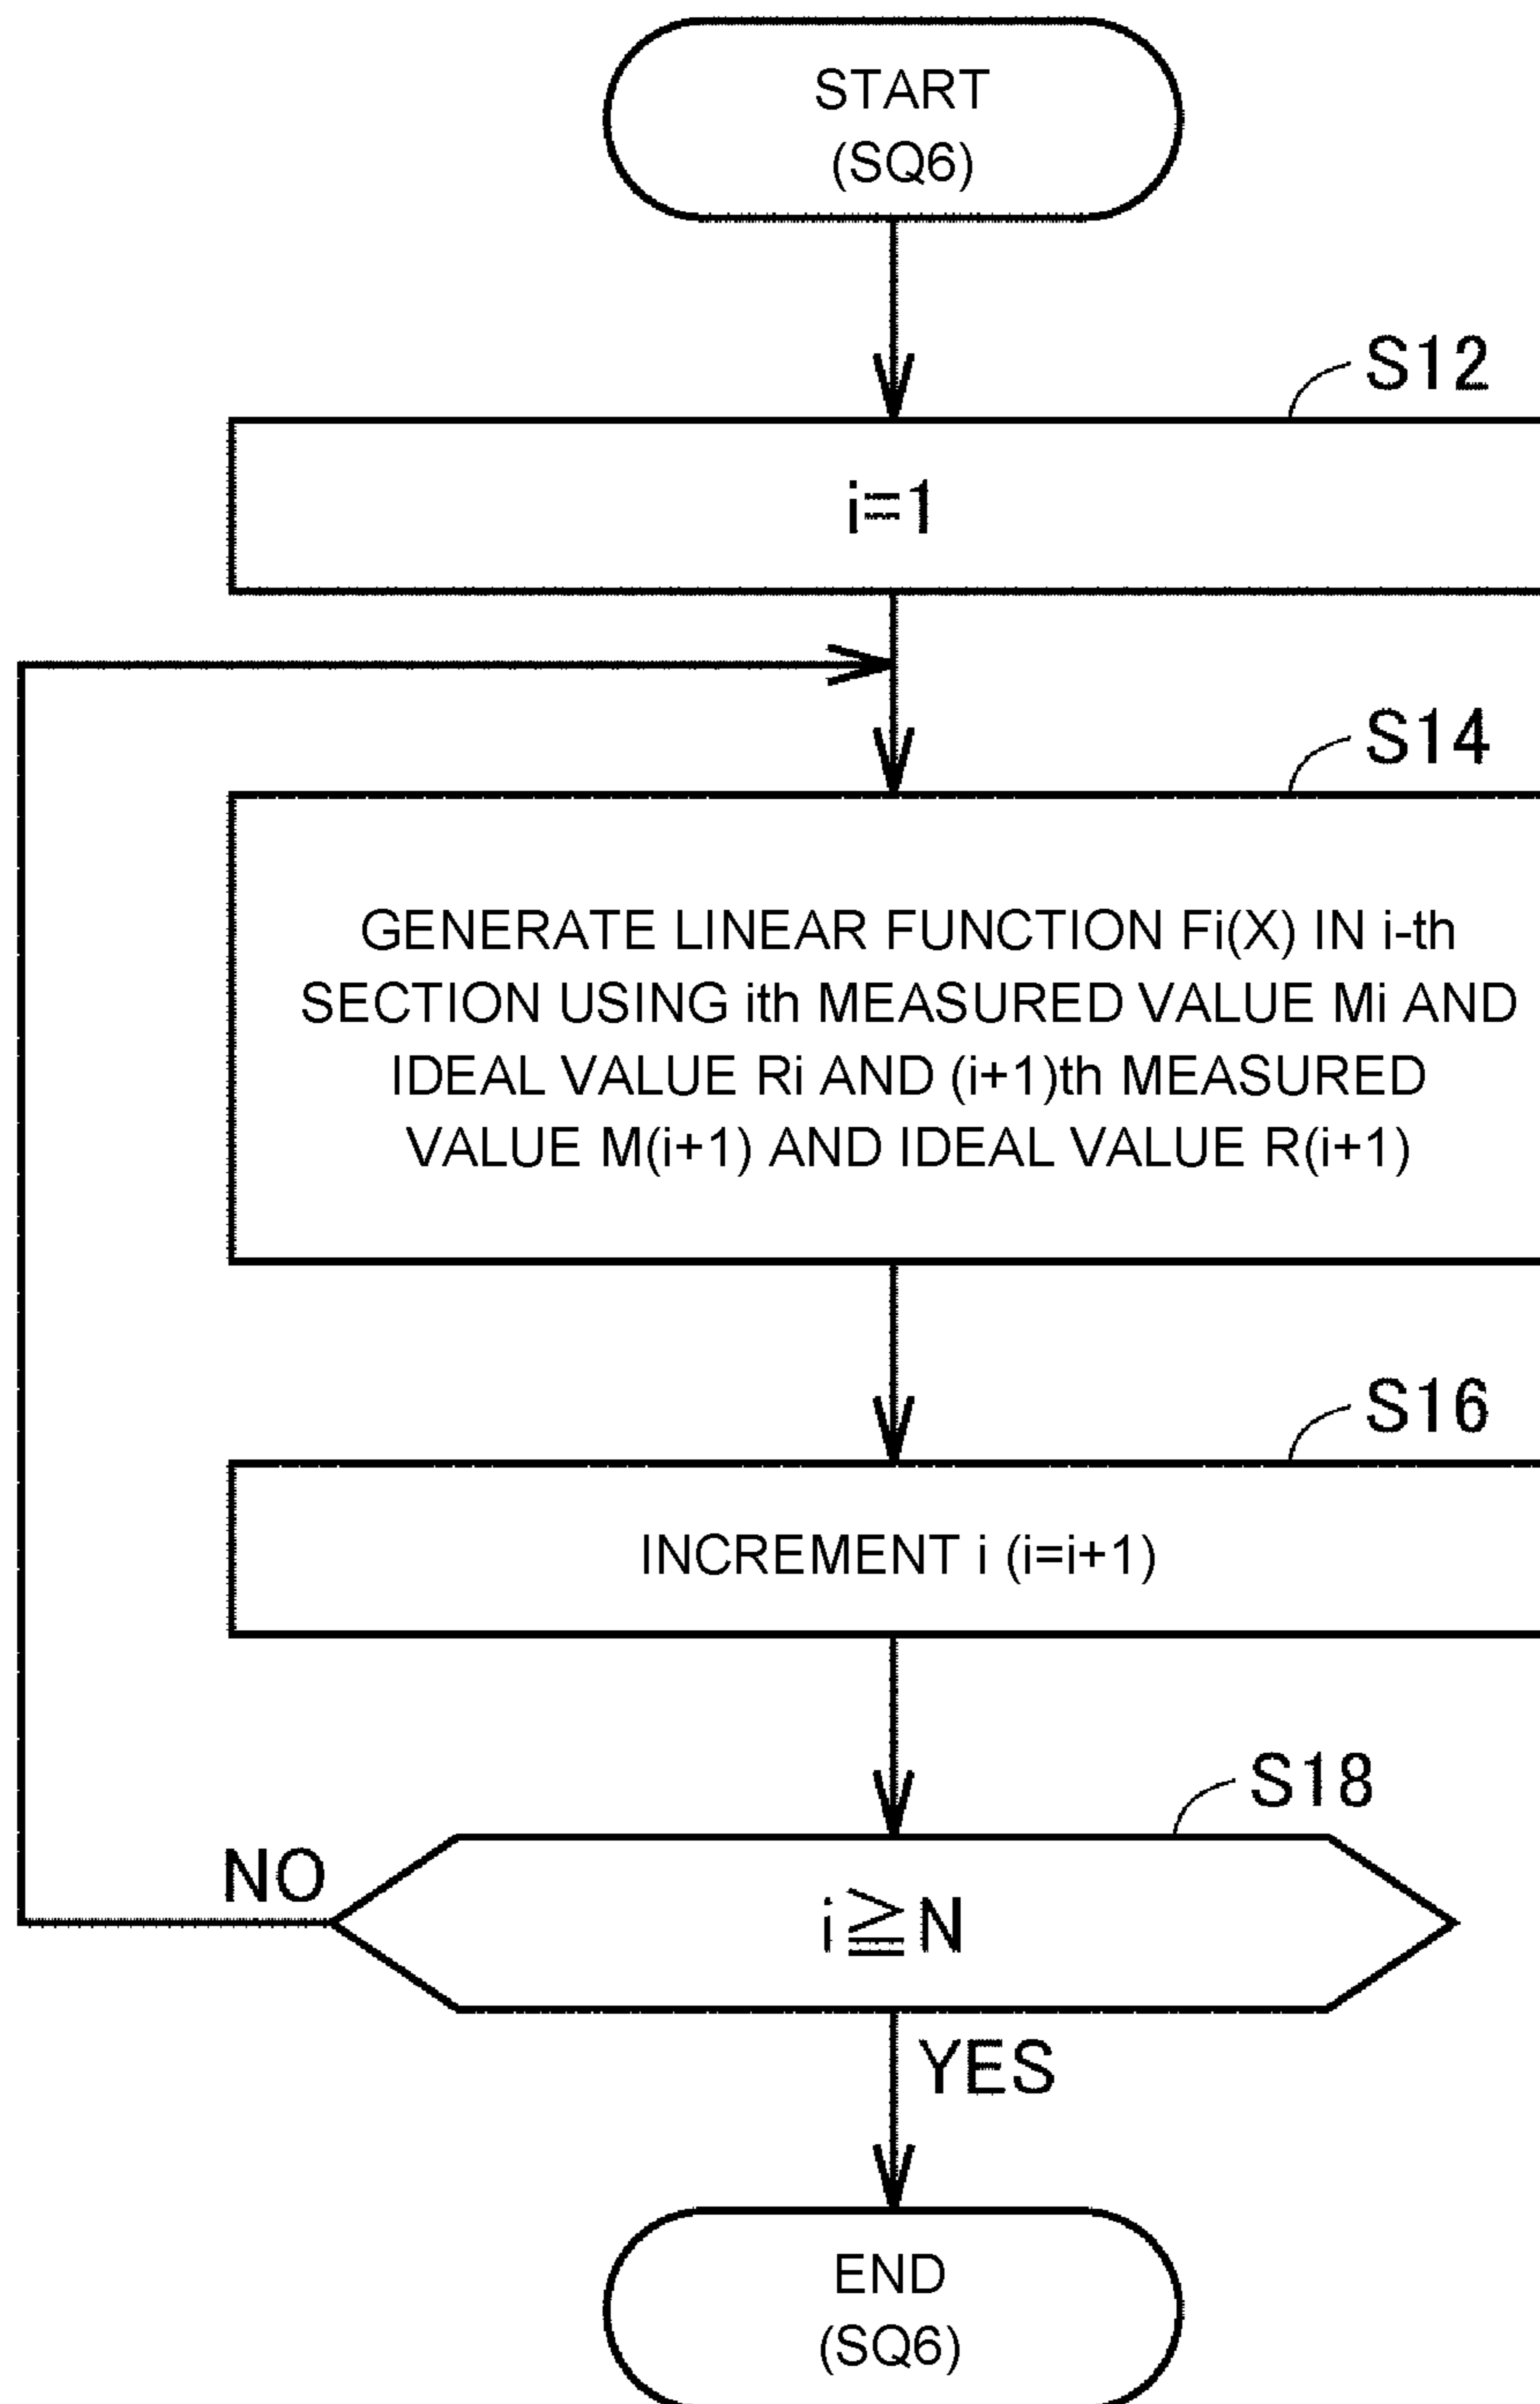 START
(SQ6)
S12
i=1
S14
GENERATE LINEAR FUNCTION Fi(X) IN i-th
SECTION USING ith MEASURED VALUE Mi AND
IDEAL VALUE Ri AND (i+1)th MEASURED
VALUE M(i+1) AND IDEAL VALUE R(i+1)
S16
INCREMENT i (i=i+1)
S18
NO
i≧N
YES
END
(SQ6)